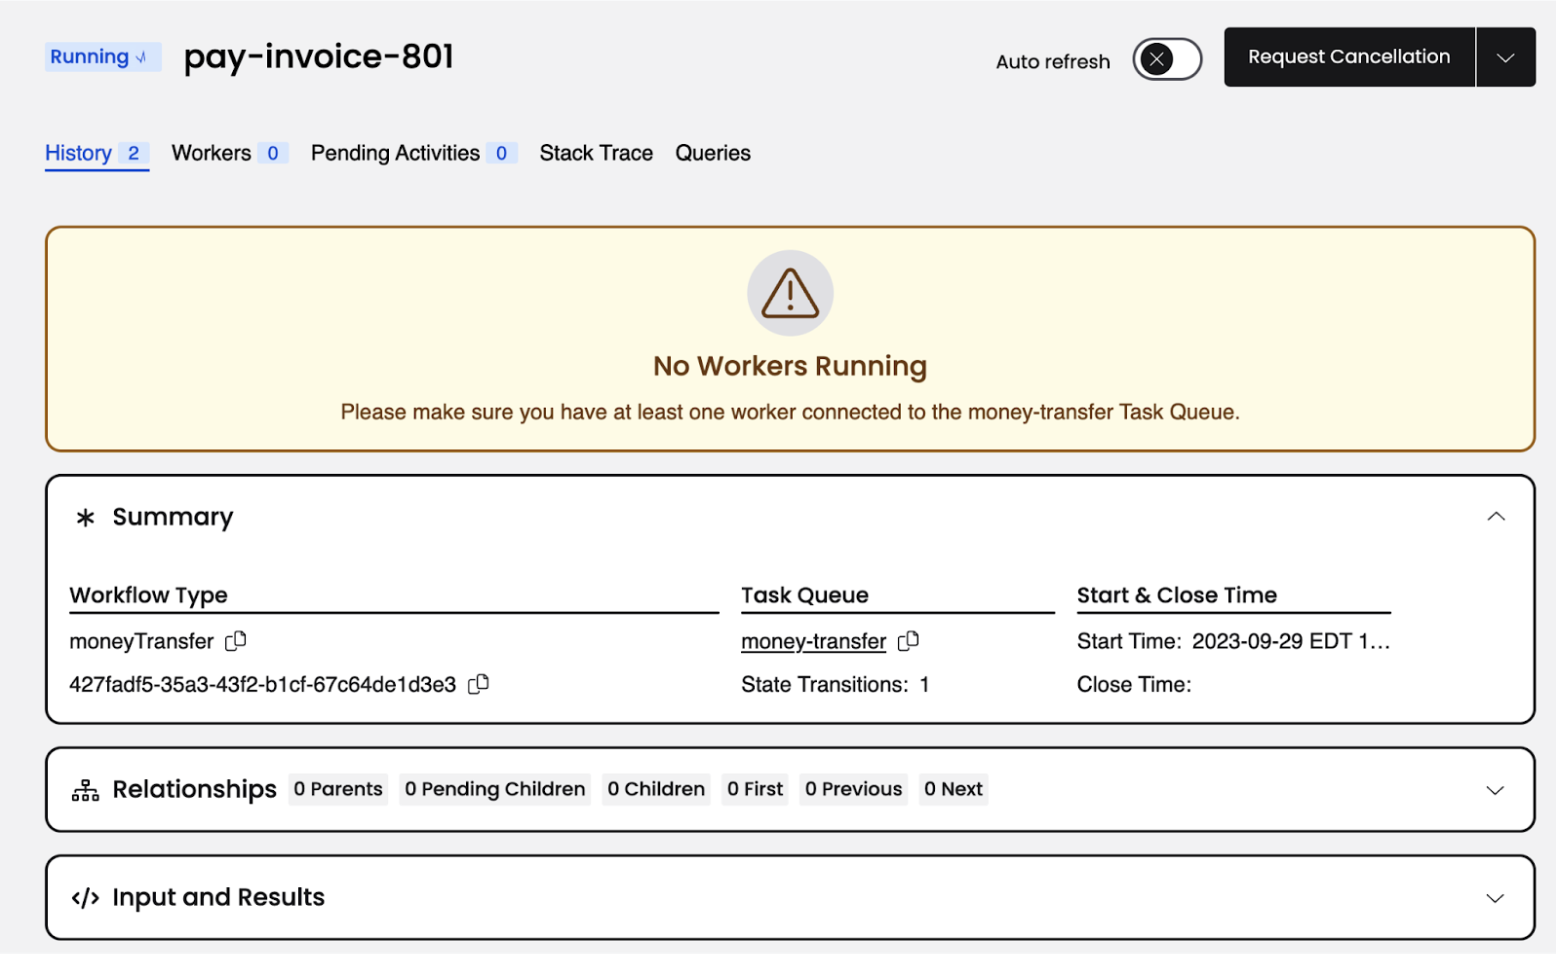 Running pay-invoice-801 Auto refresh Request Cancellation
History 2 Workers 0 Pending Activities 0 Stack Trace Queries
No Workers Running
Please make sure you have at least one worker connected to the money-transfer Task Queue.
Summary
Workflow Type Task Queue Start & Close Time
moneyTransfer money-transfer Start Time: 2023-09-29 EDT 1...
427fadf5-35a3-43f2-b1cf-67c64de1d3e3 State Transitions: 1 Close Time:
Relationships 0 Parents 0 Pending Children 0 Children 0 First 0 Previous 0 Next
</> Input and Results